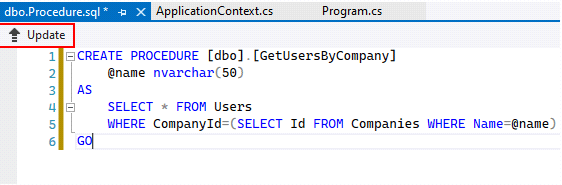 dbo.Procedure.sql * ApplicationContext.cs Program.cs
Update
1 CREATE PROCEDURE [dbo].[GetUsersByCompany]
2 @name nvarchar(50)
3 AS
4 SELECT * FROM Users
5 WHERE CompanyId=(SELECT Id FROM Companies WHERE Name=@name)
6 GO